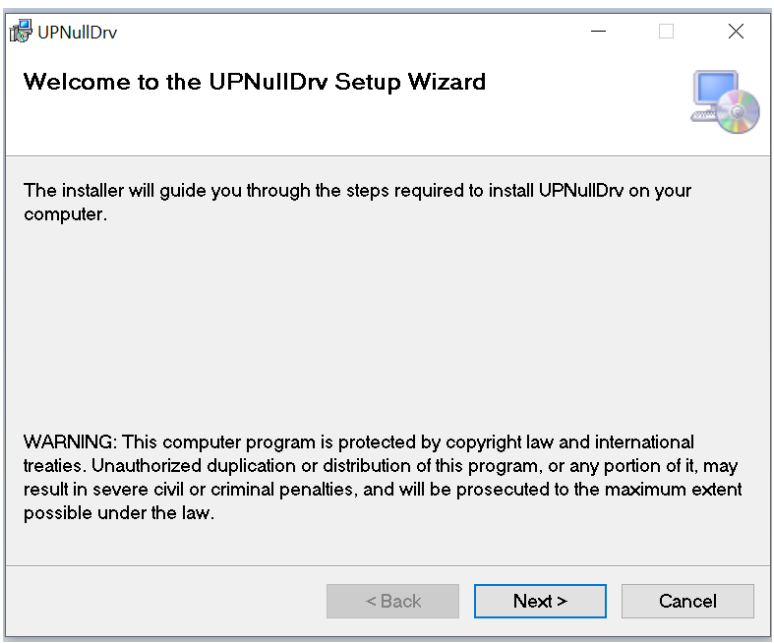 UPNullDrv
Welcome to the UPNullDrv Setup Wizard
The installer will guide you through the steps required to install UPNullDrv on your
computer.
WARNING: This computer program is protected by copyright law and international
treaties. Unauthorized duplication or distribution of this program, or any portion of it, may
result in severe civil or criminal penalties, and will be prosecuted to the maximum extent
possible under the law.
< Back Next > Cancel